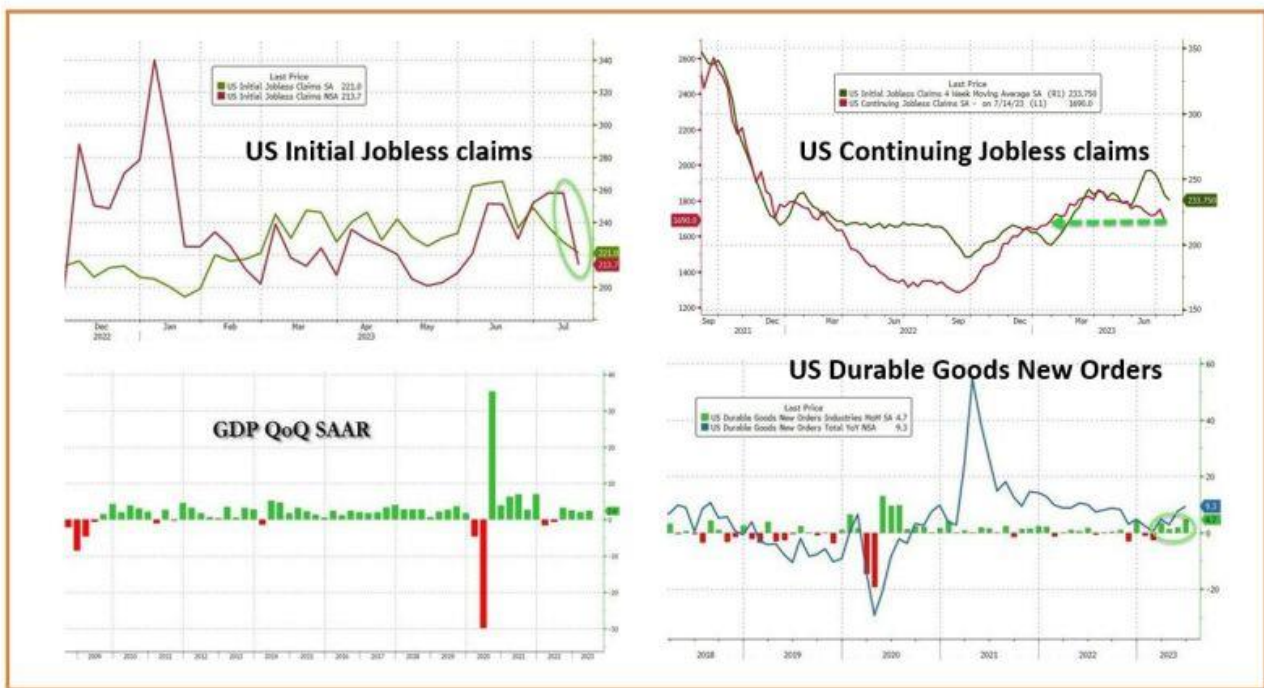 Last Price
US Initial Jobless Claims SA 221.0
US Initial Jobless Claims NSA 213.7
US Initial Jobless claims
340
320
300
280
260
240
221.0
213.7
200
Dec Jan Feb Mar Apr May Jun Jul
2022 2023
Last Price
US Initial Jobless Claims 4 Week Moving Average SA (R1) 233.750
US Continuing Jobless Claims SA - on 7/14/23 (L1) 1690.0
US Continuing Jobless claims
2600
2400
2200
2000
1800
1690.0
1600
1400
1200
350
300
250
233.750
200
150
Sep Dec Mar Jun Sep Dec Mar Jun
2021 2022 2023
GDP QoQ SAAR
40
30
20
10
0
-10
-20
-30
2009 2010 2011 2012 2013 2014 2015 2016 2017 2018 2019 2020 2021 2022 2023
US Durable Goods New Orders
Last Price
US Durable Goods New Orders Industries MoM SA 4.7
US Durable Goods New Orders Total YoY NSA 9.3
60
40
20
9.3
4.7
0
-20
2018 2019 2020 2021 2022 2023